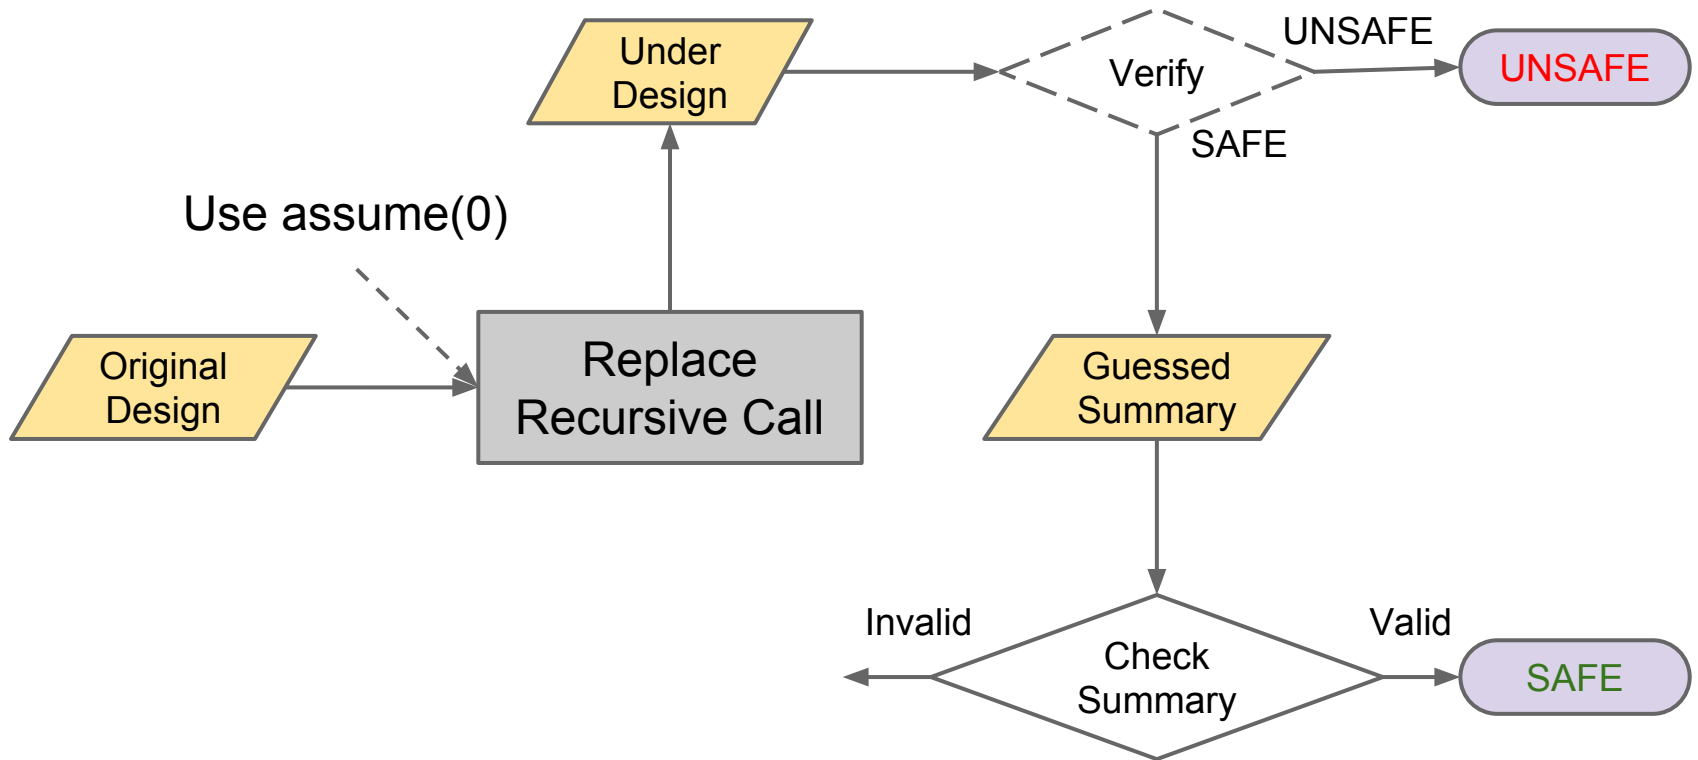 Under
Design
Verify
UNSAFE
UNSAFE
SAFE
Use assume(0)
Original
Design
Replace
Recursive Call
Guessed
Summary
Invalid
Valid
Check
Summary
SAFE